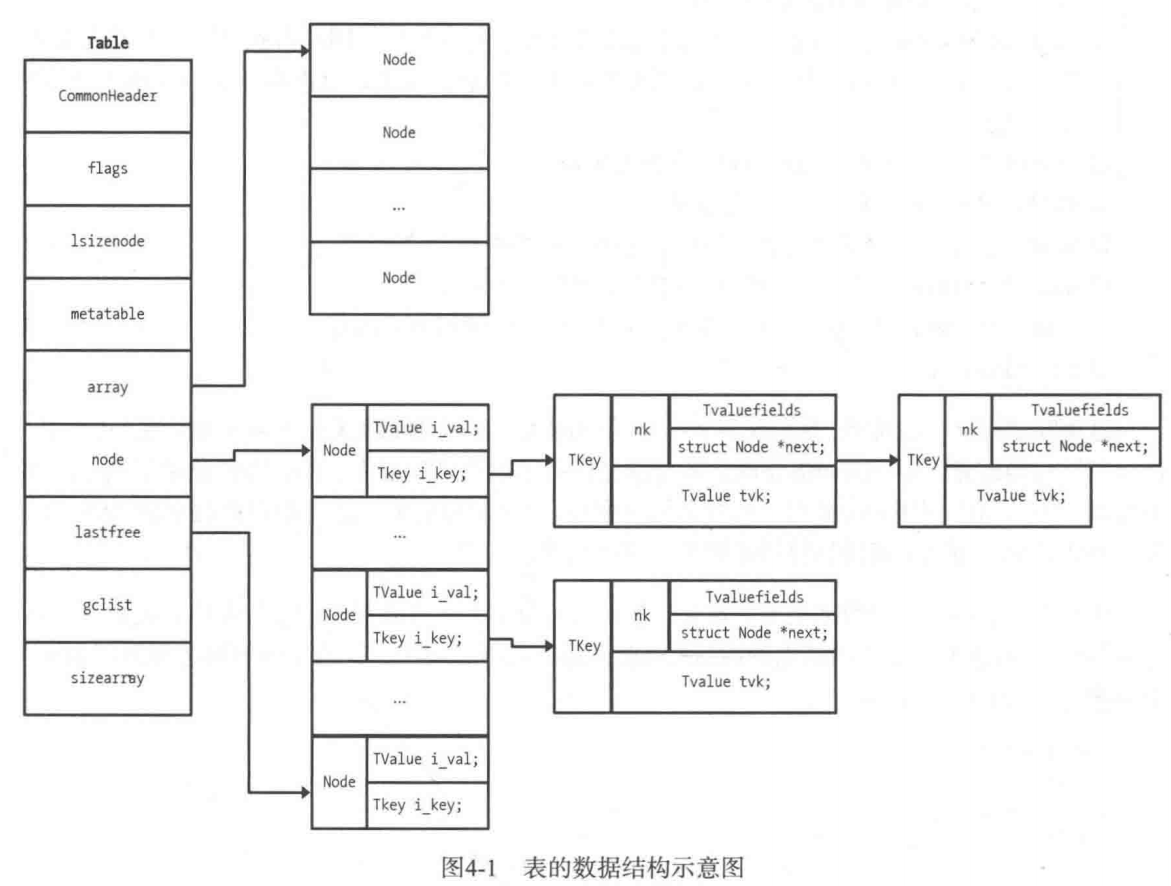 Table
CommonHeader
flags
lsizenode
metatable
array
node
lastfree
gclist
sizearray
Node
Node
...
Node
Node
TValue i_val;
Tkey i_key;
...
Node
TValue i_val;
Tkey i_key;
...
Node
TValue i_val;
Tkey i_key;
TKey
nk
Tvaluefields
struct Node *next;
Tvalue tvk;
TKey
nk
Tvaluefields
struct Node *next;
Tvalue tvk;
TKey
nk
Tvaluefields
struct Node *next;
Tvalue tvk;
图4-1 表的数据结构示意图